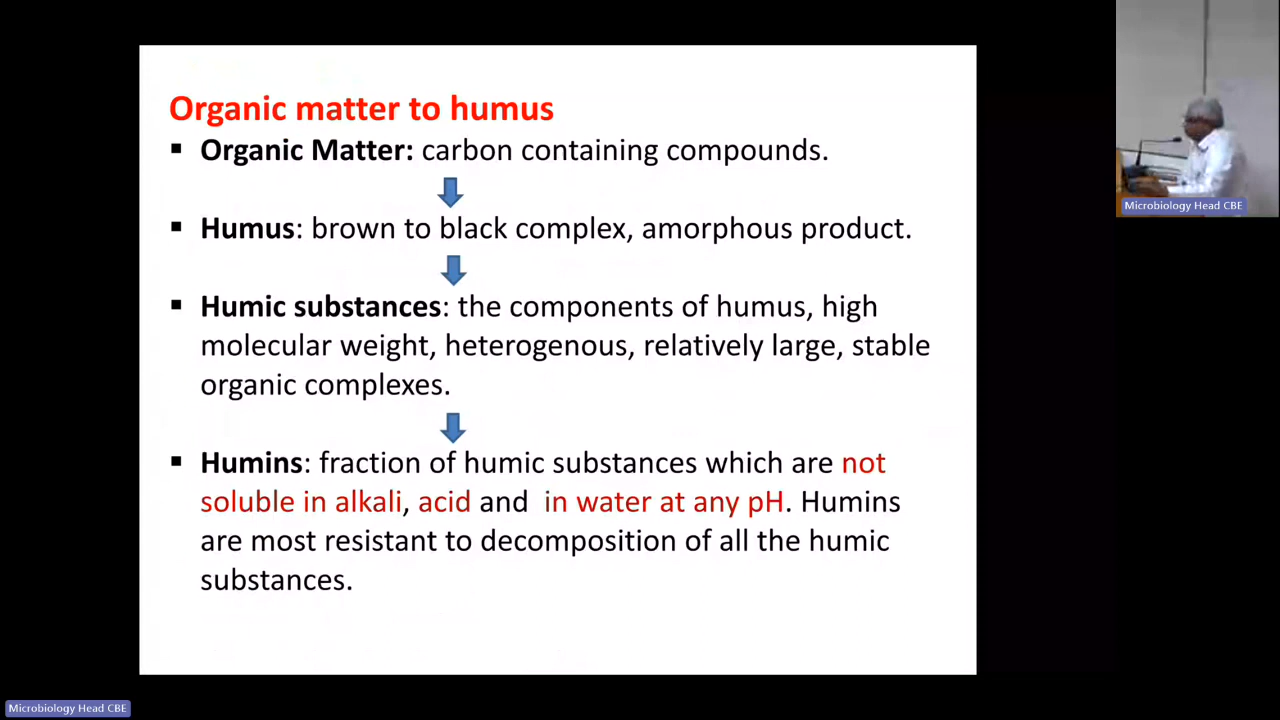 Organic matter to humus
▪ Organic Matter: carbon containing compounds.
▪ Humus: brown to black complex, amorphous product.
▪ Humic substances: the components of humus, high
molecular weight, heterogenous, relatively large, stable
organic complexes.
▪ Humins: fraction of humic substances which are not
soluble in alkali, acid and  in water at any pH. Humins
are most resistant to decomposition of all the humic
substances.
Microbiology Head CBE
Microbiology Head CBE